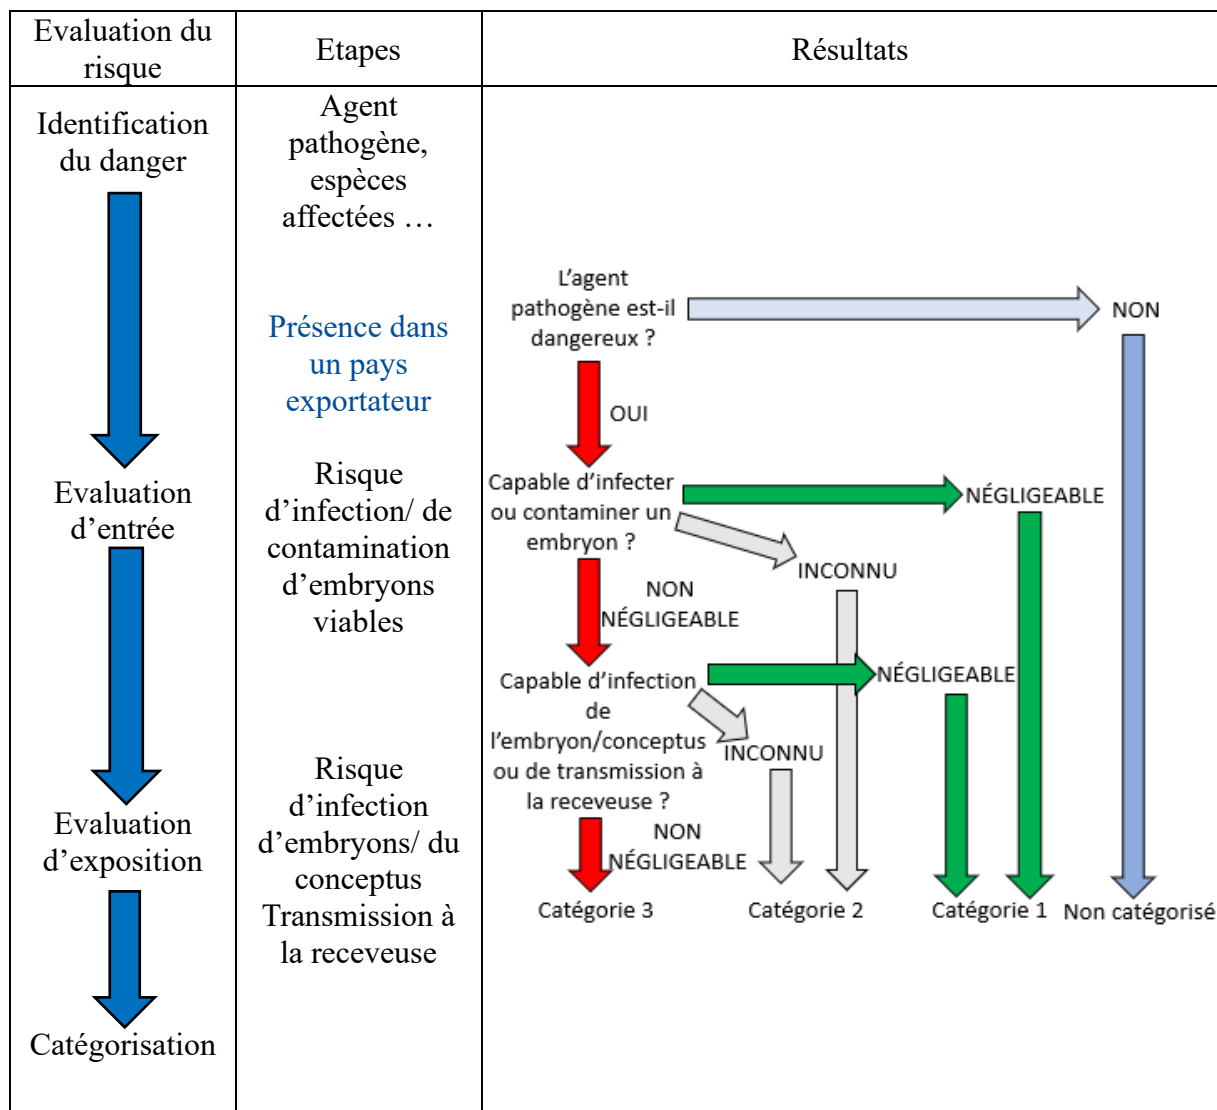 Evaluation du
risque
Etapes
Résultats
Identification
du danger
Evaluation
d'entrée
Evaluation
d'exposition
Catégorisation
Agent
pathogène,
espèces
affectées …
Présence dans
un pays
exportateur
Risque
d'infection/ de
contamination
d'embryons
viables
Risque
d'infection
d'embryons/ du
conceptus
Transmission à
la receveuse
L'agent
pathogène est-il
dangereux ?
NON
OUI
Capable d'infecter
ou contaminer un
embryon ?
NÉGLIGEABLE
INCONNU
NON
NÉGLIGEABLE
Capable d'infection
de
l'embryon/conceptus
ou de transmission à
la receveuse ?
NÉGLIGEABLE
INCONNU
NON
NÉGLIGEABLE
Catégorie 3
Catégorie 2
Catégorie 1
Non catégorisé